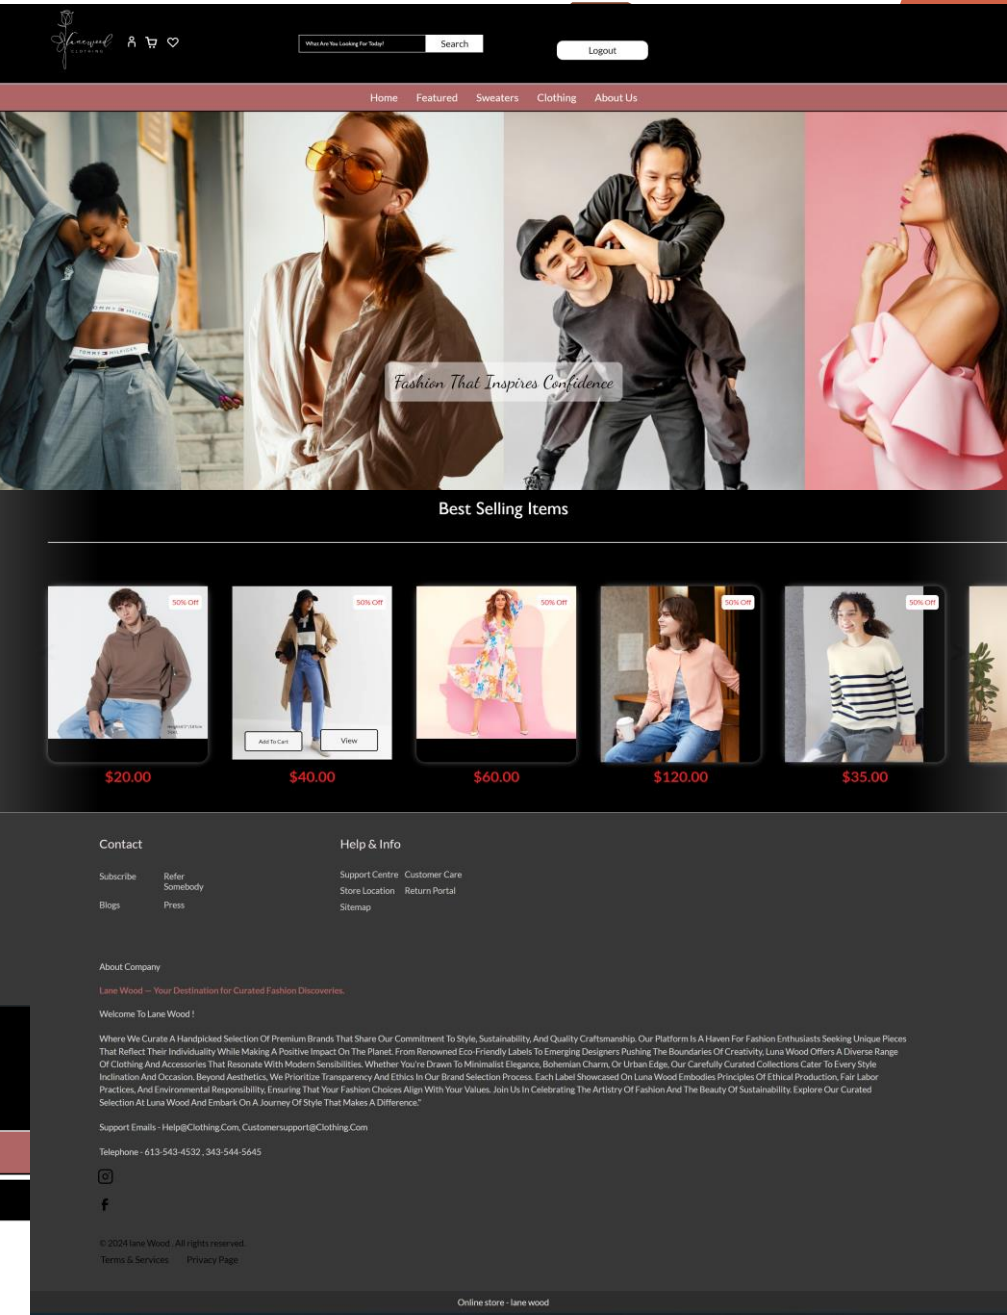 Lanewood
CLOTHING
What Are You Looking For Today!
Search
Logout
Home Featured Sweaters Clothing About Us
TOMMY HILFIGER
TOMMY HILFIGER
Fashion That Inspires Confidence
Best Selling Items
50% Off
50% Off
50% Off
50% Off
50% Off
Add To Cart
View
$20.00
$40.00
$60.00
$120.00
$35.00
Contact
Subscribe
Refer
Somebody
Blogs
Press
Help & Info
Support Centre Customer Care
Store Location Return Portal
Sitemap
About Company
Lane Wood — Your Destination for Curated Fashion Discoveries.
Welcome To Lane Wood !
Where We Curate A Handpicked Selection Of Premium Brands That Share Our Commitment To Style, Sustainability, And Quality Craftsmanship. Our Platform Is A Haven For Fashion Enthusiasts Seeking Unique Pieces
That Reflect Their Individuality While Making A Positive Impact On The Planet. From Renowned Eco-Friendly Labels To Emerging Designers Pushing The Boundaries Of Creativity, Luna Wood Offers A Diverse Range
Of Clothing And Accessories That Resonate With Modern Sensibilities. Whether You're Drawn To Minimalist Elegance, Bohemian Charm, Or Urban Edge, Our Carefully Curated Collections Cater To Every Style
Inclination And Occasion. Beyond Aesthetics, We Prioritize Transparency And Ethics In Our Brand Selection Process. Each Label Showcased On Luna Wood Embodies Principles Of Ethical Production, Fair Labor
Practices, And Environmental Responsibility, Ensuring That Your Fashion Choices Align With Your Values. Join Us In Celebrating The Artistry Of Fashion And The Beauty Of Sustainability. Explore Our Curated
Selection At Luna Wood And Embark On A Journey Of Style That Makes A Difference."
Support Emails - Help@Clothing.Com, Customersupport@Clothing.Com
Telephone - 613-543-4532 , 343-544-5645
© 2024 lane Wood . All rights reserved.
Terms & Services Privacy Page
Online store - lane wood